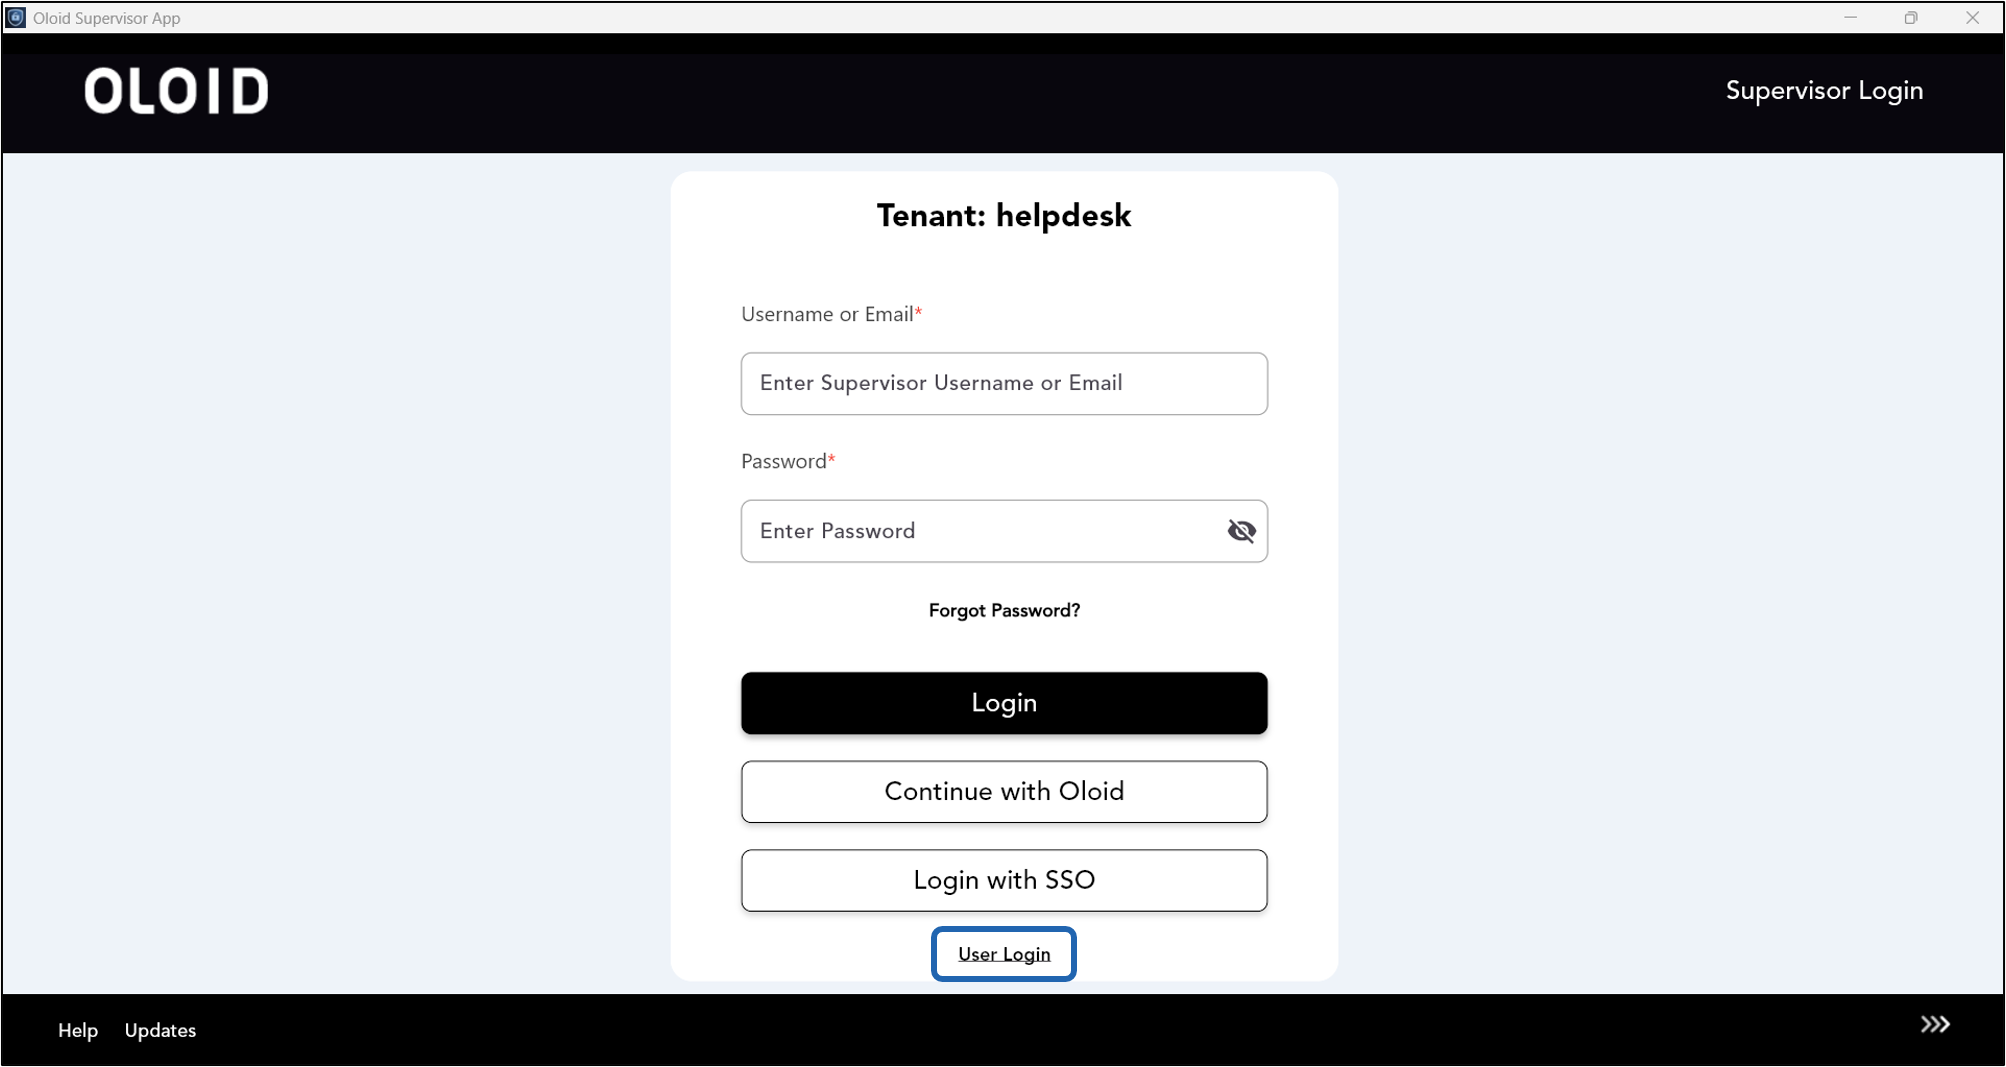 Oloid Supervisor App
OLOID
Supervisor Login
Tenant: helpdesk
Username or Email*
Enter Supervisor Username or Email
Password*
Enter Password
Forgot Password?
Login
Continue with Oloid
Login with SSO
User Login
Help Updates